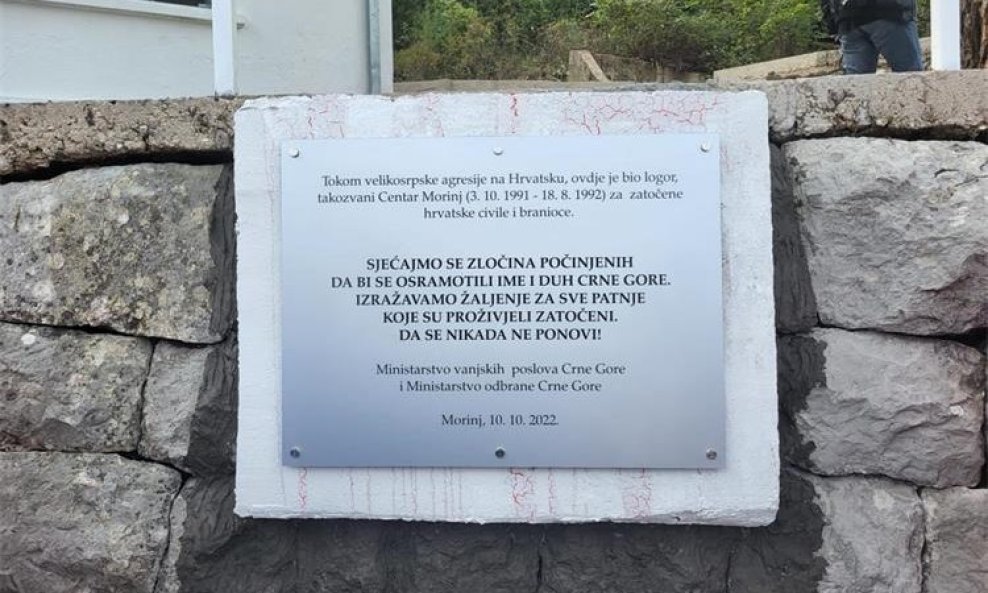 Tokom velikosrpske agresije na Hrvatsku, ovdje je bio logor,
takozvani Centar Morinj (3. 10. 1991 - 18. 8. 1992) za zatočene
hrvatske civile i branioce.
SJEĆAJMO SE ZLOČINA POČINJENIH
DA BI SE OSRAMOTILI IME I DUH CRNE GORE.
IZRAŽAVAMO ŽALJENJE ZA SVE PATNJE
KOJE SU PROŽIVJELI ZATOČENI.
DA SE NIKADA NE PONOVI!
Ministarstvo vanjskih poslova Crne Gore
i Ministarstvo odbrane Crne Gore
Morinj, 10. 10. 2022.